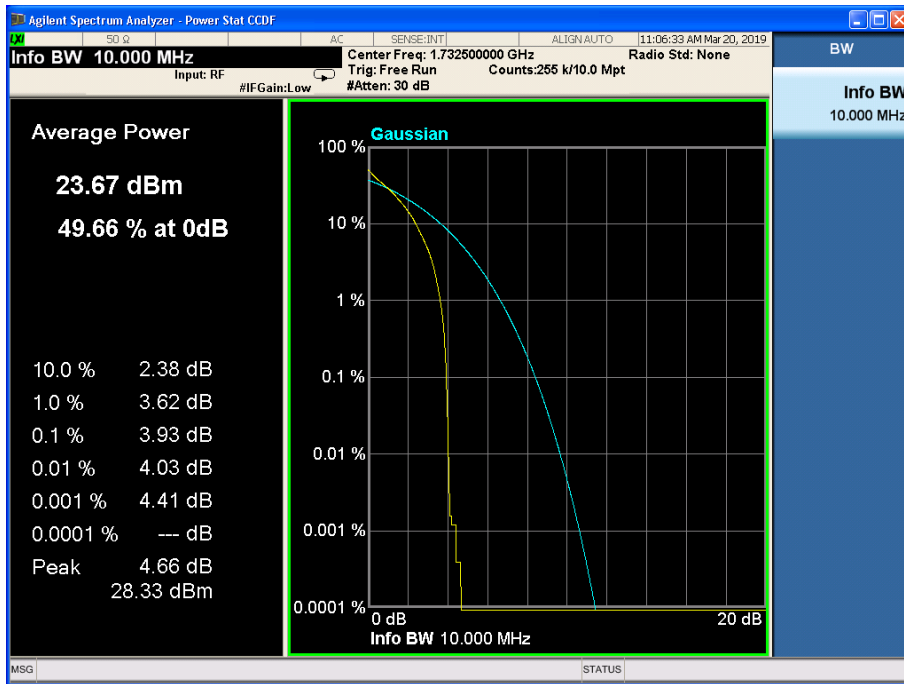 Agilent Spectrum Analyzer - Power Stat CCDF
LXI 50 Ω AC SENSE:INT ALIGN AUTO 11:06:33 AM Mar 20, 2019
Info BW 10.000 MHz
Center Freq: 1.732500000 GHz Radio Std: None
Input: RF Trig: Free Run Counts:255 k/10.0 Mpt
#IFGain:Low #Atten: 30 dB
BW
Info BW
10.000 MHz
Average Power
23.67 dBm
49.66 % at 0dB
10.0 % 2.38 dB
1.0 % 3.62 dB
0.1 % 3.93 dB
0.01 % 4.03 dB
0.001 % 4.41 dB
0.0001 % --- dB
Peak 4.66 dB
28.33 dBm
Gaussian
100 %
10 %
1 %
0.1 %
0.01 %
0.001 %
0.0001 %
0 dB 20 dB
Info BW 10.000 MHz
MSG STATUS